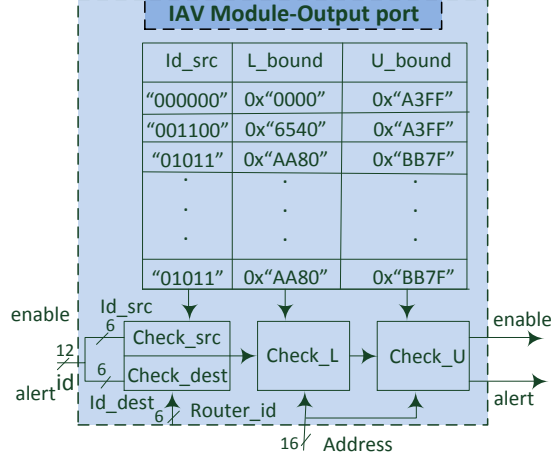 IAV Module-Output port
Id_src L_bound U_bound
“000000” 0x“0000” 0x“A3FF”
“001100” 0x“6540” 0x“A3FF”
“01011” 0x“AA80” 0x“BB7F”
. . .
. . .
. . .
“01011” 0x“AA80” 0x“BB7F”
Id_src
enable
enable
6
Check_src
12
Check_L
Check_U
6
Check_dest
id
alert
alert
Id_dest
6
Router_id
16
Address